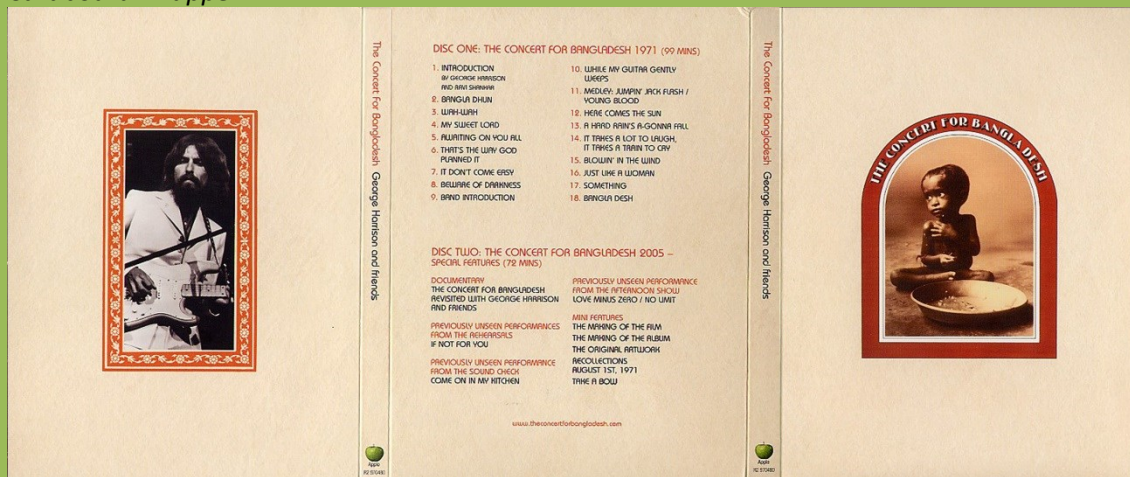 The Concert For Bangladesh George Harrison and friends
Apple
R2 970480
DISC ONE: THE CONCERT FOR BANGLADESH 1971 (99 MINS)
1. INTRODUCTION
BY GEORGE HARRISON
AND RAVI SHANKAR
2. BANGLA DHUN
3. WAH-WAH
4. MY SWEET LORD
5. AWAITING ON YOU ALL
6. THAT'S THE WAY GOD
PLANNED IT
7. IT DON'T COME EASY
8. BEWARE OF DARKNESS
9. BAND INTRODUCTION
10. WHILE MY GUITAR GENTLY
WEEPS
11. MEDLEY: JUMPIN' JACK FLASH /
YOUNG BLOOD
12. HERE COMES THE SUN
13. A HARD RAIN'S A-GONNA FALL
14. IT TAKES A LOT TO LAUGH,
IT TAKES A TRAIN TO CRY
15. BLOWIN' IN THE WIND
16. JUST LIKE A WOMAN
17. SOMETHING
18. BANGLA DESH
DISC TWO: THE CONCERT FOR BANGLADESH 2005 –
SPECIAL FEATURES (72 MINS)
DOCUMENTARY
THE CONCERT FOR BANGLADESH
REVISITED WITH GEORGE HARRISON
AND FRIENDS
PREVIOUSLY UNSEEN PERFORMANCES
FROM THE REHEARSALS
IF NOT FOR YOU
PREVIOUSLY UNSEEN PERFORMANCE
FROM THE SOUND CHECK
COME ON IN MY KITCHEN
PREVIOUSLY UNSEEN PERFORMANCE
FROM THE AFTERNOON SHOW
LOVE MINUS ZERO / NO LIMIT
MINI FEATURES
THE MAKING OF THE FILM
THE MAKING OF THE ALBUM
THE ORIGINAL ARTWORK
RECOLLECTIONS
AUGUST 1ST, 1971
TAKE A BOW
www.theconcertforbangladesh.com
The Concert For Bangladesh George Harrison and friends
Apple
R2 970480
THE CONCERT FOR BANGLA DESH